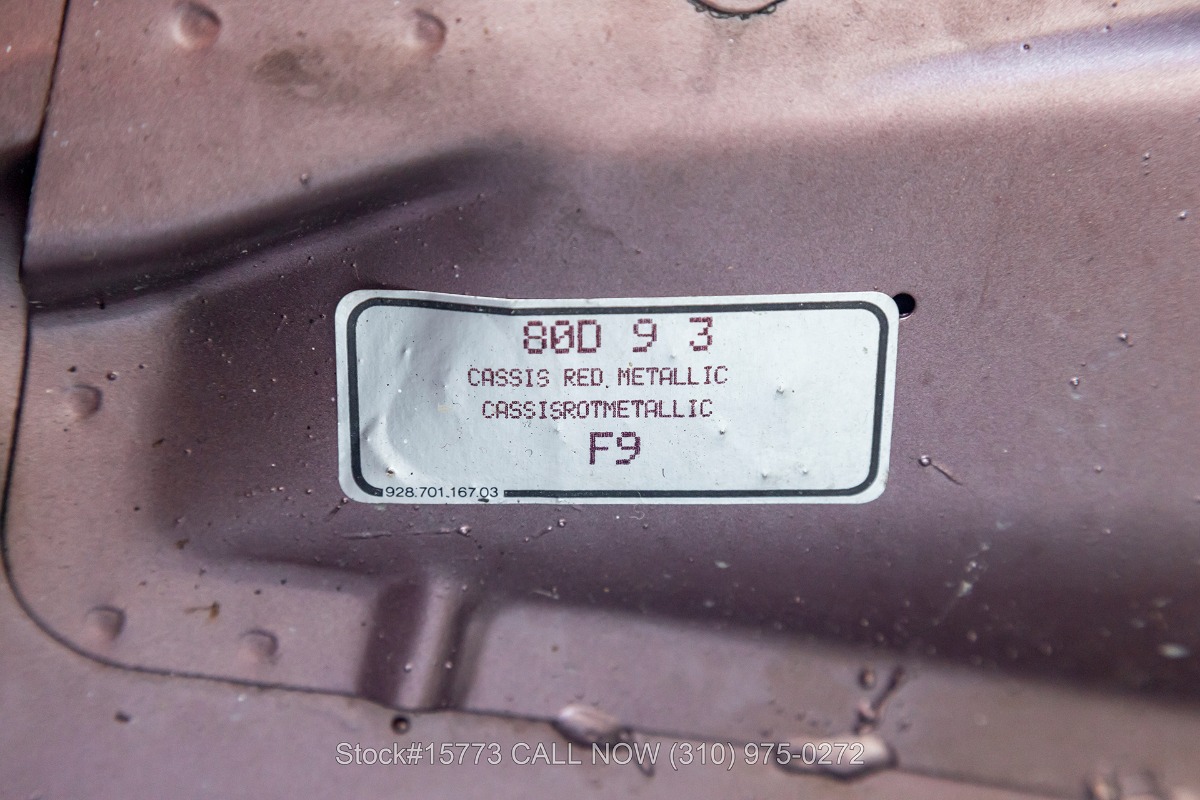 80D 9 3
CASSIS RED. METALLIC
CASSISROTMETALLIC
F9
928.701.167.03
Stock#15773 CALL NOW (310) 975-0272